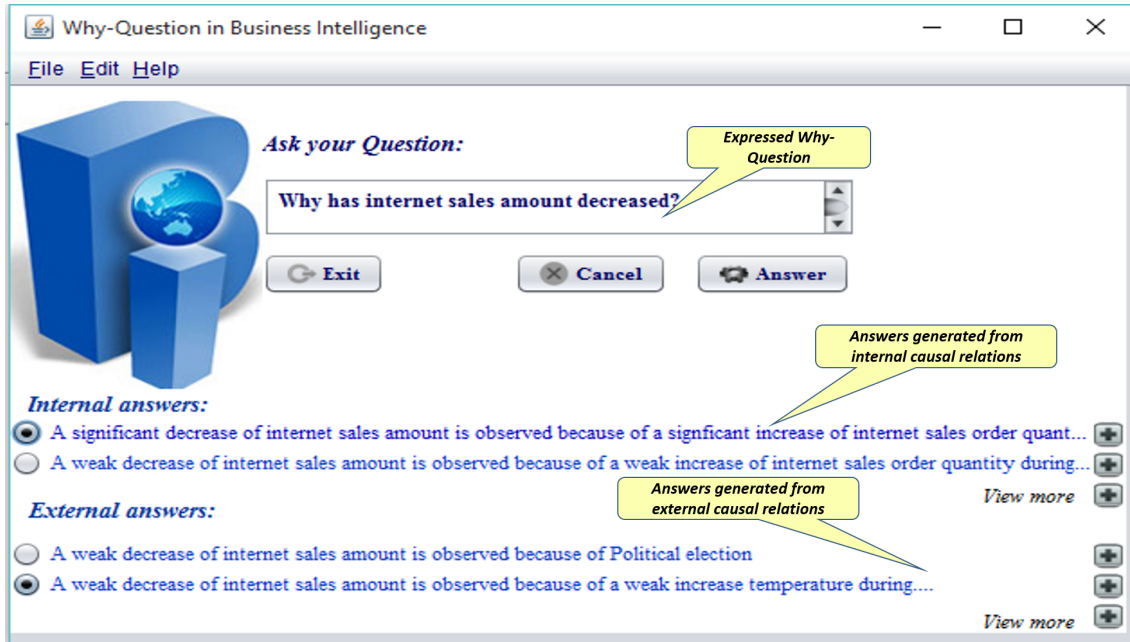 Why-Question in Business Intelligence
File Edit Help
Ask your Question:
Expressed Why-
Question
Why has internet sales amount decreased?
Exit
Cancel
Answer
Answers generated from
internal causal relations
Internal answers:
A significant decrease of internet sales amount is observed because of a signficant increase of internet sales order quant...
A weak decrease of internet sales amount is observed because of a weak increase of internet sales order quantity during...
View more
Answers generated from
external causal relations
External answers:
A weak decrease of internet sales amount is observed because of Political election
A weak decrease of internet sales amount is observed because of a weak increase temperature during....
View more